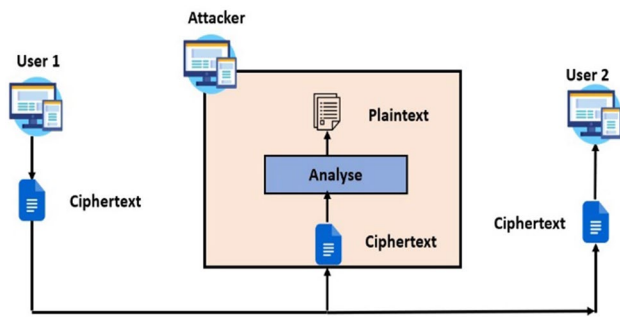 Attacker
User 1
User 2
Plaintext
Analyse
Ciphertext
Ciphertext
Ciphertext